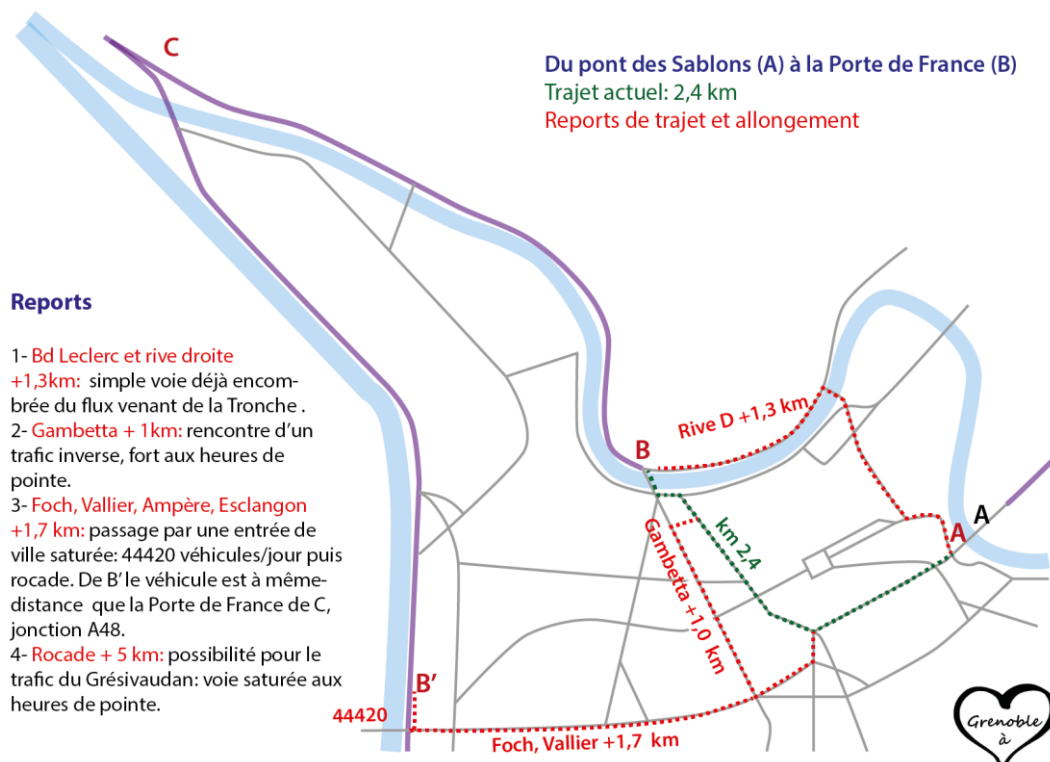 C
Du pont des Sablons (A) à la Porte de France (B)
Trajet actuel: 2,4 km
Reports de trajet et allongement
Reports
1- Bd Leclerc et rive droite
+1,3km: simple voie déjà encom-
brée du flux venant de la Tronche .
2- Gambetta + 1km: rencontre d'un
trafic inverse, fort aux heures de
pointe.
3- Foch, Vallier, Ampère, Esclangon
+1,7 km: passage par une entrée de
ville saturée: 44420 véhicules/jour puis
rocade. De B' le véhicule est à même-
distance que la Porte de France de C,
jonction A48.
4- Rocade + 5 km: possibilité pour le
trafic du Grésivaudan: voie saturée aux
heures de pointe.
Rive D +1,3 km
B
A
A
km 2,4
Gambetta +1,0 km
B'
44420
Foch, Vallier +1,7 km
Grenoble
à